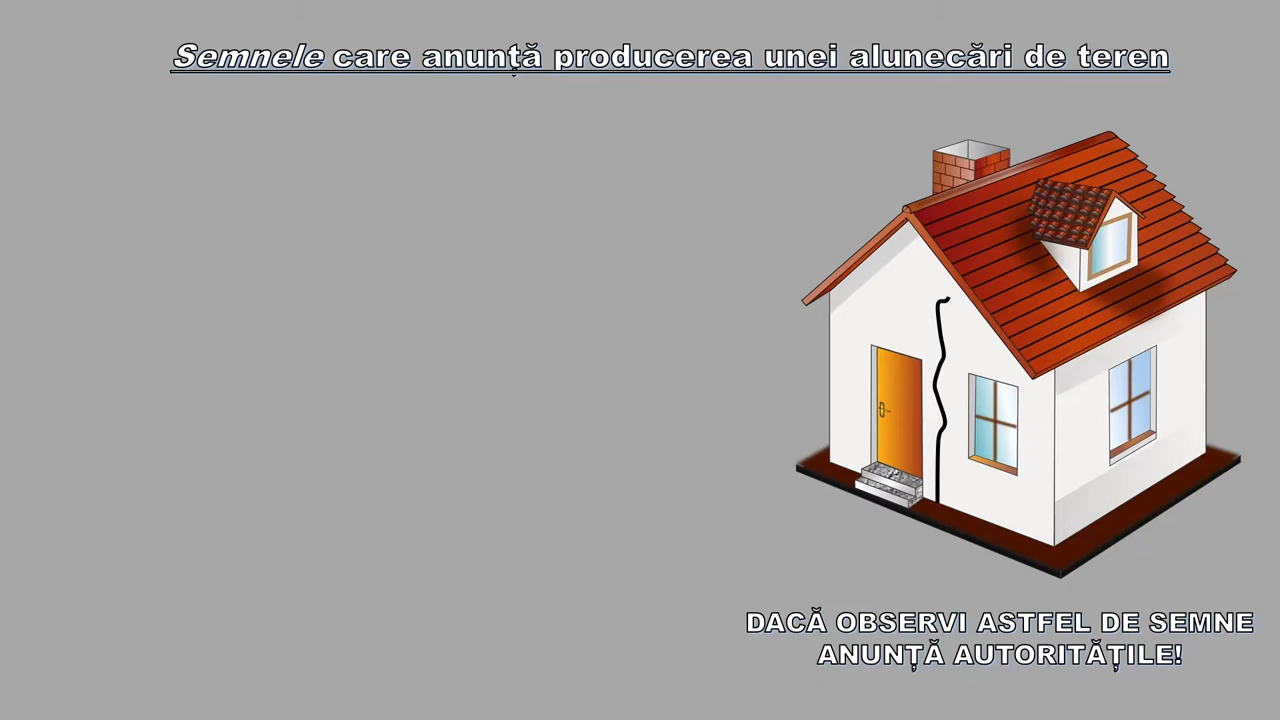 Semnele care anunță producerea unei alunecări de teren
DACĂ OBSERVI ASTFEL DE SEMNE
ANUNȚĂ AUTORITĂȚILE!